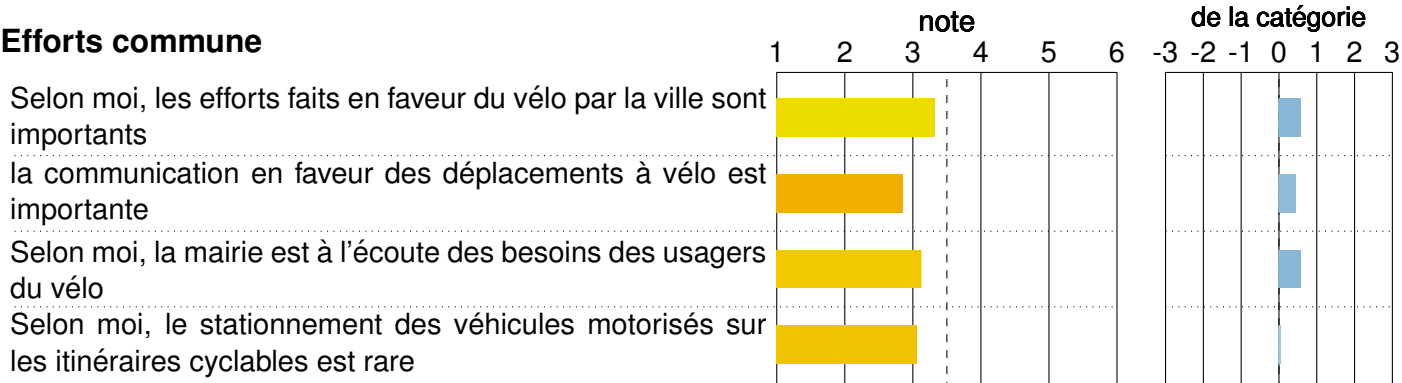 note
de la catégorie
Efforts commune
1 2 3 4 5 6
-3 -2 -1 0 1 2 3
Selon moi, les efforts faits en faveur du vélo par la ville sont
importants
la communication en faveur des déplacements à vélo est
importante
Selon moi, la mairie est à l'écoute des besoins des usagers
du vélo
Selon moi, le stationnement des véhicules motorisés sur
les itinéraires cyclables est rare